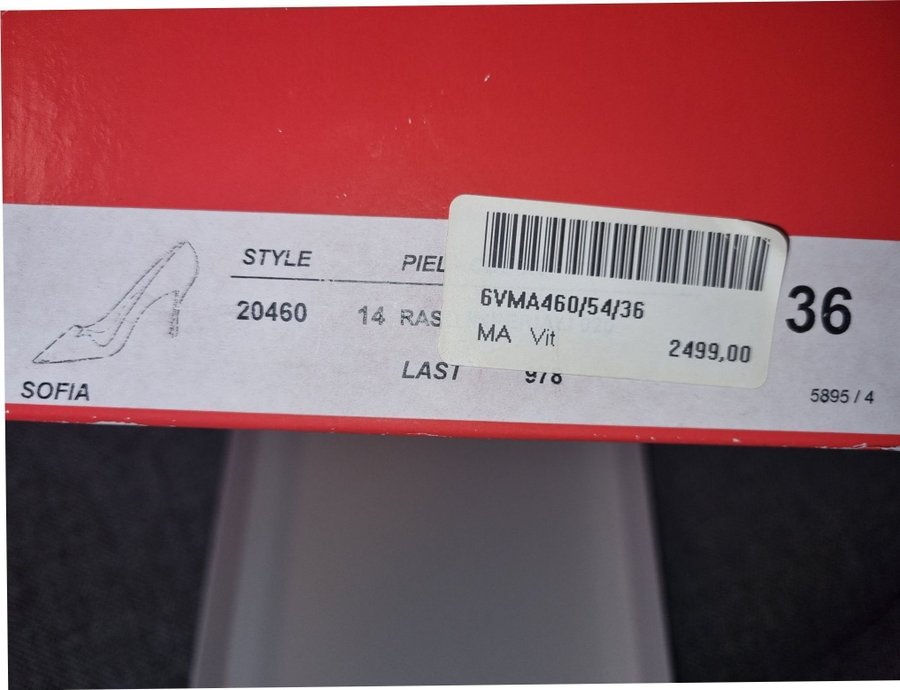 STYLE PIEL
20460 14 RAS
LAST 978
SOFIA
6VMA460/54/36
MA Vit
2499,00
36
5895 / 4